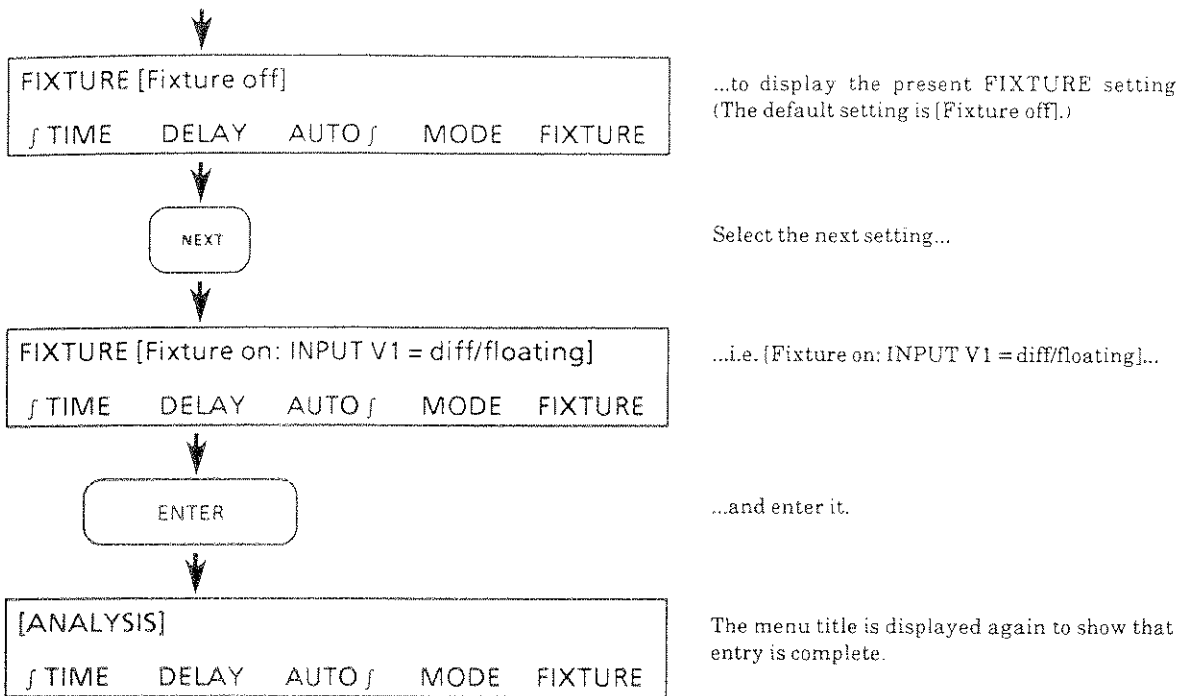 FIXTURE [Fixture off]
∫ TIME DELAY AUTO ∫ MODE FIXTURE
...to display the present FIXTURE setting
(The default setting is [Fixture off].)
NEXT
Select the next setting...
FIXTURE [Fixture on: INPUT V1 = diff/floating]
∫ TIME DELAY AUTO ∫ MODE FIXTURE
...i.e. [Fixture on: INPUT V1 = diff/floating]...
ENTER
...and enter it.
[ANALYSIS]
∫ TIME DELAY AUTO ∫ MODE FIXTURE
The menu title is displayed again to show that
entry is complete.